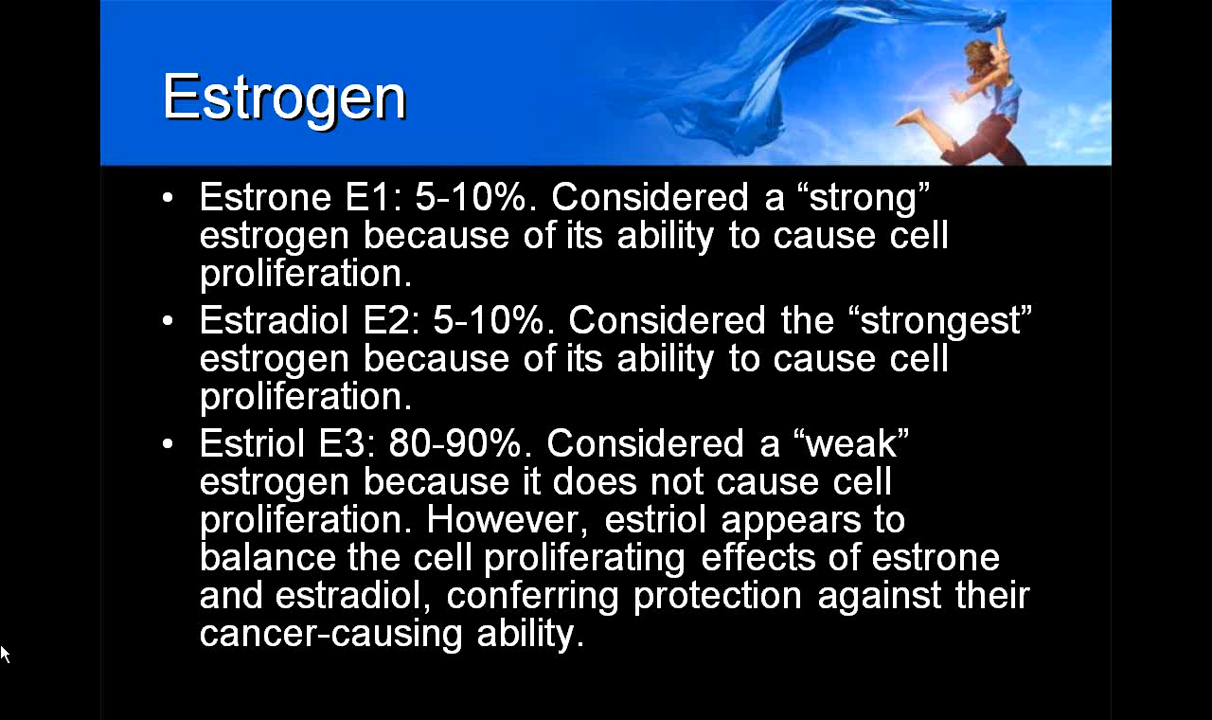 Estrogen
• Estrone E1: 5-10%. Considered a “strong”
estrogen because of its ability to cause cell
proliferation.
• Estradiol E2: 5-10%. Considered the “strongest”
estrogen because of its ability to cause cell
proliferation.
• Estriol E3: 80-90%. Considered a “weak”
estrogen because it does not cause cell
proliferation. However, estriol appears to
balance the cell proliferating effects of estrone
and estradiol, conferring protection against their
cancer-causing ability.